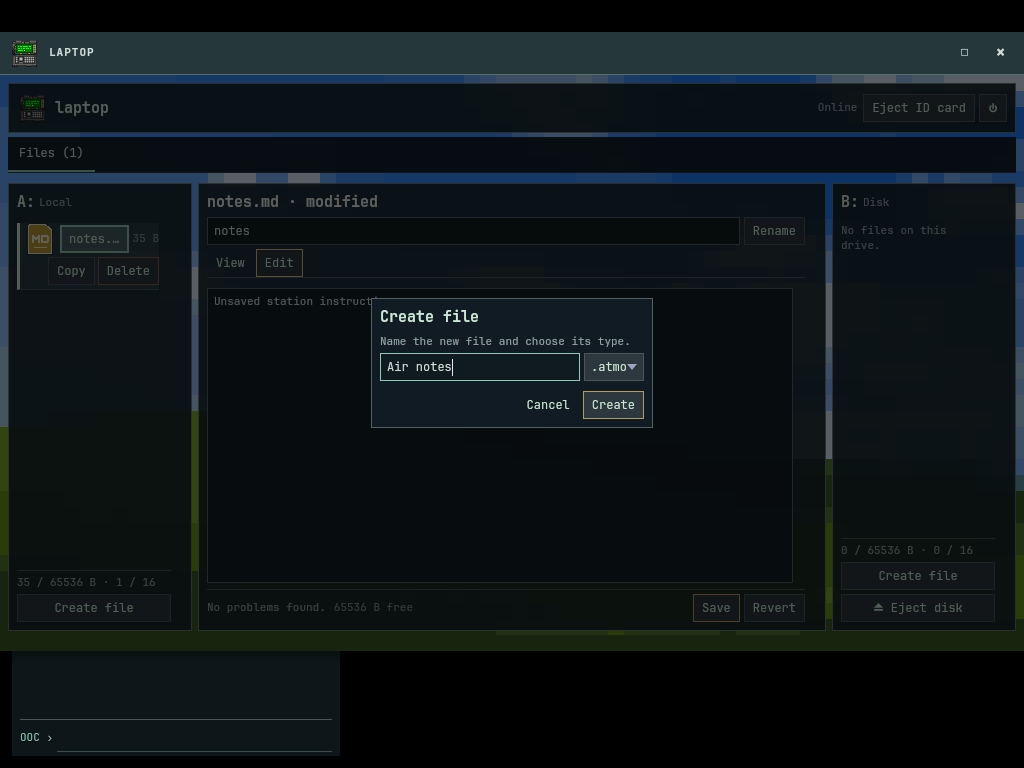 LAPTOP
laptop
Online
Eject ID card
Files (1)
A: Local
MD
notes.…
35 B
Copy
Delete
35 / 65536 B · 1 / 16
Create file
notes.md · modified
notes
Rename
View
Edit
Unsaved station
No problems found. 65536 B free
Save
Revert
Create file
Name the new file and choose its type.
Air notes
.atmo
Cancel
Create
B: Disk
No files on this
drive.
0 / 65536 B · 0 / 16
Create file
Eject disk
OOC ›